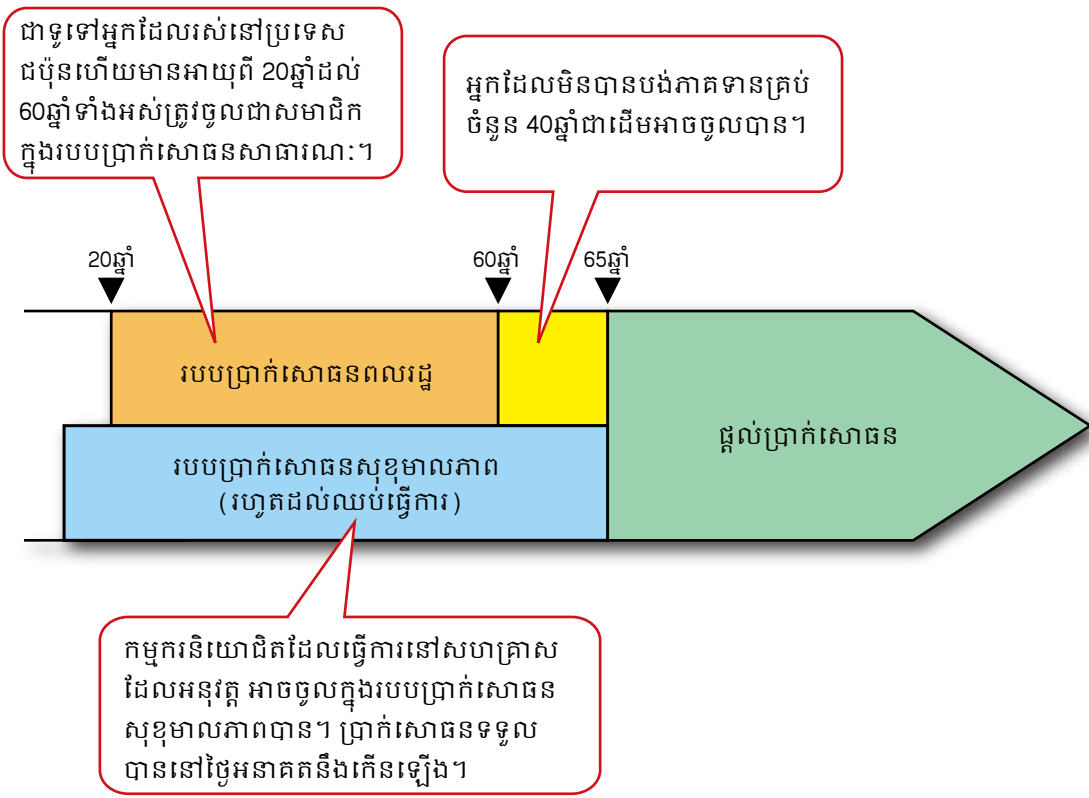 ជាទូទៅអ្នកដែលរស់នៅប្រទេស
ជប៉ុនហើយមានអាយុពី 20ឆ្នាំដល់
60ឆ្នាំទាំងអស់ត្រូវចូលជាសមាជិក
ក្នុងរបបប្រាក់សោធនសាធារណៈ។
អ្នកដែលមិនបានបង់ភាគទានគ្រប់
ចំនួន 40ឆ្នាំជាដើមអាចចូលបាន។
20ឆ្នាំ
60ឆ្នាំ
65ឆ្នាំ
របបប្រាក់សោធនពលរដ្ឋ
របបប្រាក់សោធនសុខុមាលភាព
(រហូតដល់ឈប់ធ្វើការ)
ផ្តល់ប្រាក់សោធន
កម្មករនិយោជិតដែលធ្វើការនៅសហគ្រាស
ដែលអនុវត្ត អាចចូលក្នុងរបបប្រាក់សោធន
សុខុមាលភាពបាន។ ប្រាក់សោធនទទួល
បាននៅថ្ងៃអនាគតនឹងកើនឡើង។